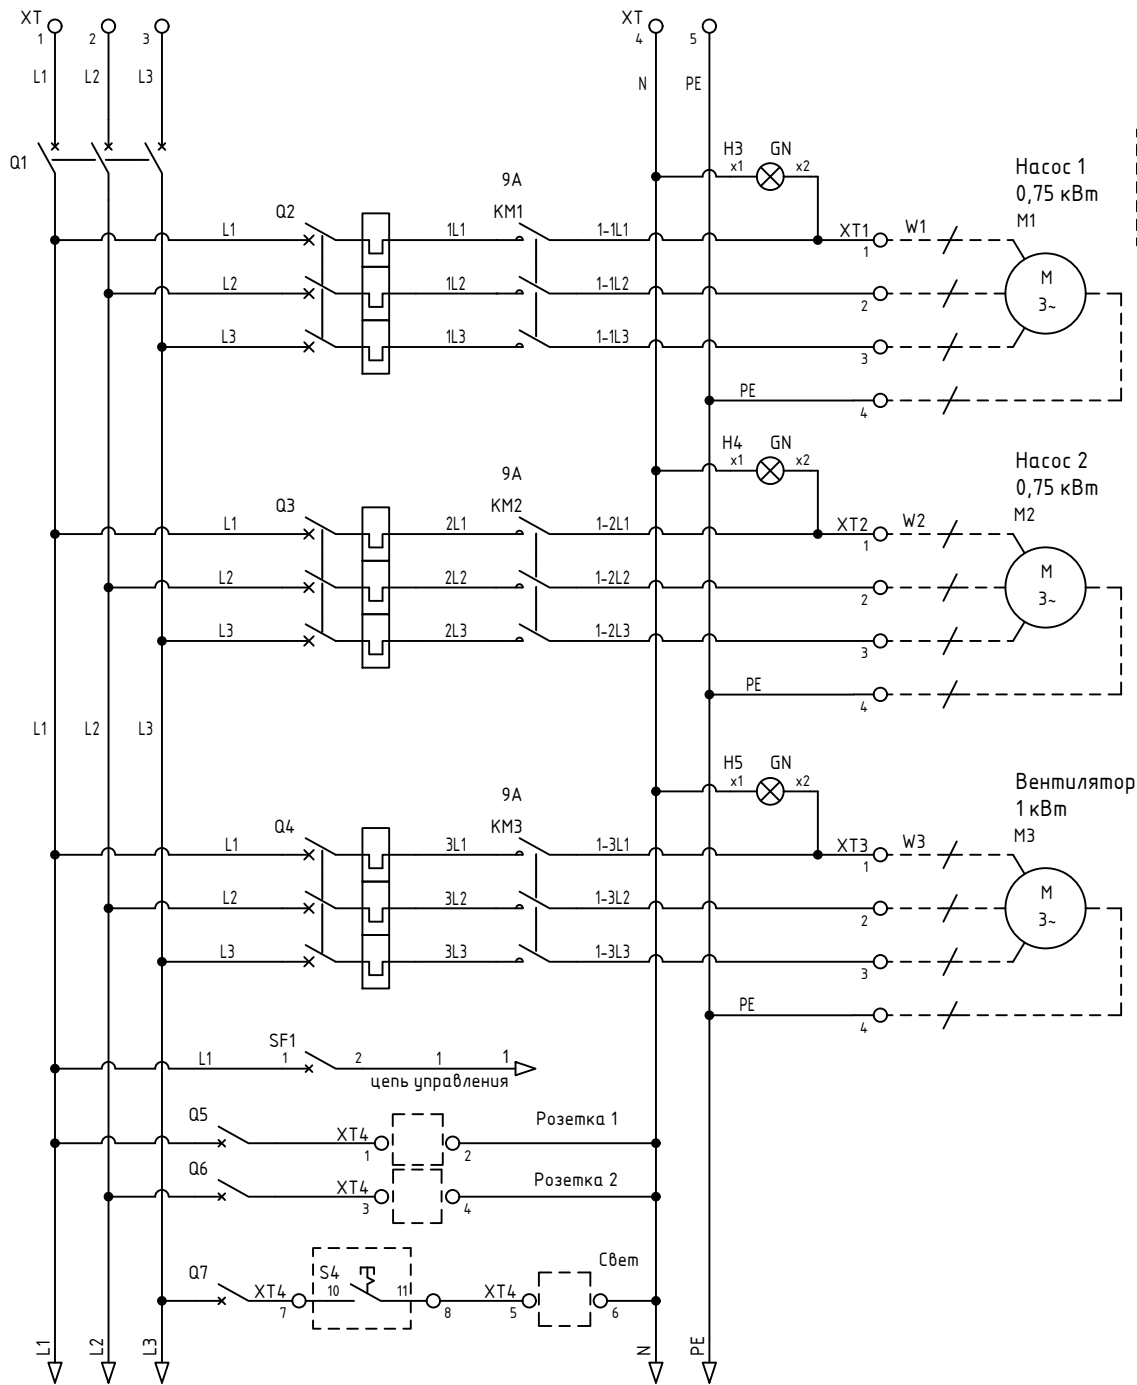 XT XT
1 2 3 4 5
L1 L2 L3 N PE
Q1
H3 GN
x1 x2
Насос 1
0,75 кВт
M1
9A
Q2 KM1
L1 1L1 1-1L1 XT1 W1
1
L2 1L2 1-1L2
2
M
3~
L3 1L3 1-1L3
3
PE
4
H4 GN
x1 x2
Насос 2
0,75 кВт
M2
9A
Q3 KM2
L1 2L1 1-2L1 XT2 W2
1
L2 2L2 1-2L2
2
M
3~
L3 2L3 1-2L3
3
PE
4
L1 L2 L3
H5 GN
x1 x2
Вентилятор
1 кВт
M3
9A
Q4 KM3
L1 3L1 1-3L1 XT3 W3
1
L2 3L2 1-3L2
2
M
3~
L3 3L3 1-3L3
3
PE
4
SF1
L1 1 2 1 1
цепь управления
Q5 Розетка 1
XT4
1 2
Q6 Розетка 2
XT4
3 4
Свет
Q7 S4
XT4 10 11 XT4
7 8 5 6
L1 L2 L3 N PE